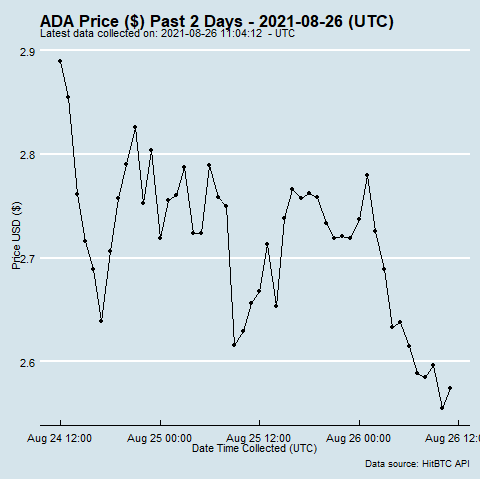 ADA Price ($) Past 2 Days - 2021-08-26 (UTC)
Latest data collected on: 2021-08-26 11:04:12 - UTC
2.9
2.8
2.7
2.6
Price USD ($)
Aug 24 12:00 Aug 25 00:00 Aug 25 12:00 Aug 26 00:00 Aug 26 12:0
Date Time Collected (UTC)
Data source: HitBTC API